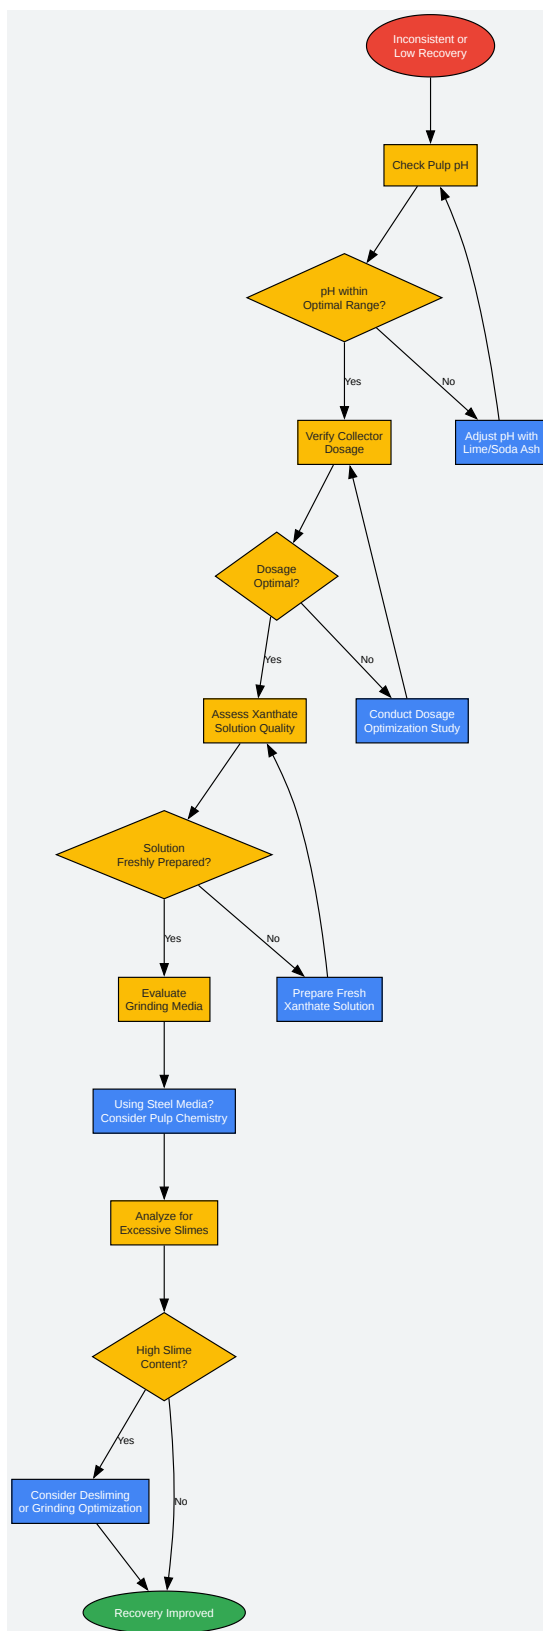 Inconsistent or
Low Recovery
Check Pulp pH
pH within
Optimal Range?
Yes
No
Verify Collector
Dosage
Adjust pH with
Lime/Soda Ash
Dosage
Optimal?
Yes
No
Assess Xanthate
Solution Quality
Conduct Dosage
Optimization Study
Solution
Freshly Prepared?
Yes
No
Evaluate
Grinding Media
Prepare Fresh
Xanthate Solution
Using Steel Media?
Consider Pulp Chemistry
Analyze for
Excessive Slimes
High Slime
Content?
Yes
Consider Desliming
or Grinding Optimization
No
Recovery Improved